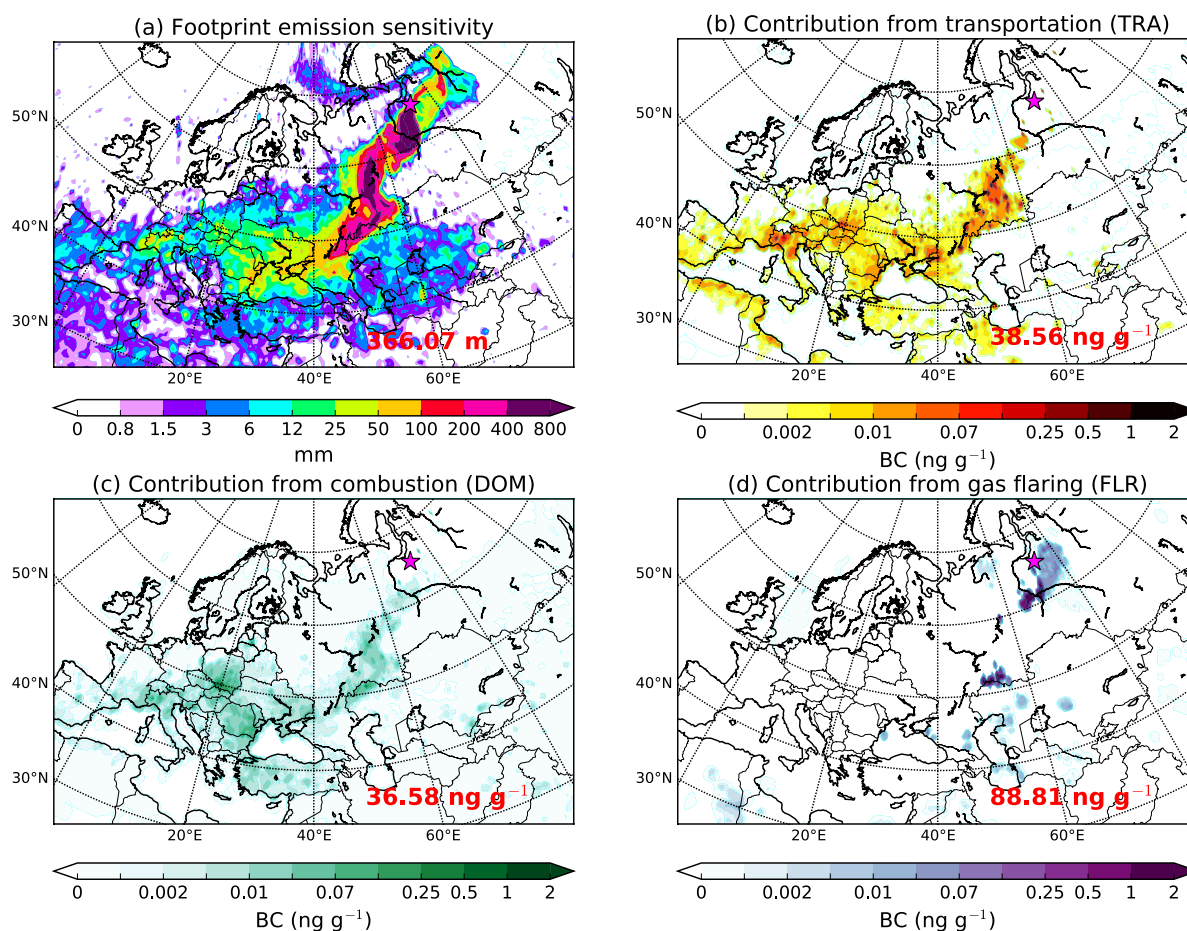 (a) Footprint emission sensitivity
50°N
40°N
30°N
366.07 m
20°E 40°E 60°E
0 0.8 1.5 3 6 12 25 50 100 200 400 800
mm
(b) Contribution from transportation (TRA)
50°N
40°N
30°N
38.56 ng g⁻¹
20°E 40°E 60°E
0 0.002 0.01 0.07 0.25 0.5 1 2
BC (ng g⁻¹)
(c) Contribution from combustion (DOM)
50°N
40°N
30°N
36.58 ng g⁻¹
20°E 40°E 60°E
0 0.002 0.01 0.07 0.25 0.5 1 2
BC (ng g⁻¹)
(d) Contribution from gas flaring (FLR)
50°N
40°N
30°N
88.81 ng g⁻¹
20°E 40°E 60°E
0 0.002 0.01 0.07 0.25 0.5 1 2
BC (ng g⁻¹)